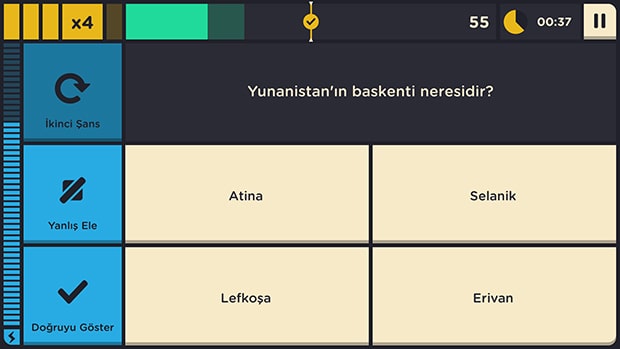 x4
55
00:37
Yunanistan'ın baskenti neresidir?
İkinci Şans
Yanlış Ele
Doğruyu Göster
Atina
Selanik
Lefkoşa
Erivan